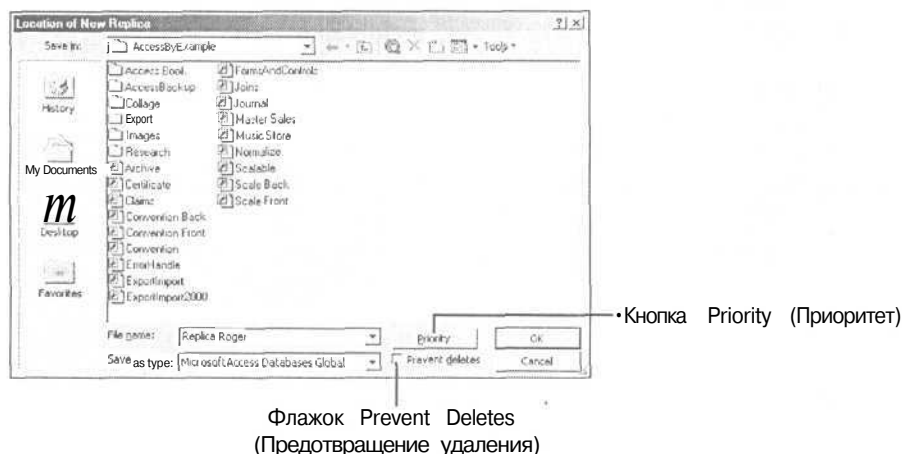 Location of New Replica
Save in:
AccessByExample
Tools
History
My Documents
Desktop
Favorites
Access Book
AccessBackup
Collage
Export
Images
Research
Archive
Certificate
Claims
Convention Back
Convention Front
Convention
ErrorHandle
ExportImport
ExportImport2000
FormsAndControls
Joins
Journal
Master Sales
Music Store
Normalize
Scalable
Scale Back
Scale Front
File name: Replica Roger
Priority
OK
Save as type: Microsoft Access Databases Global
Prevent deletes
Cancel
Кнопка Priority (Приоритет)
Флажок Prevent Deletes
(Предотвращение удаления)